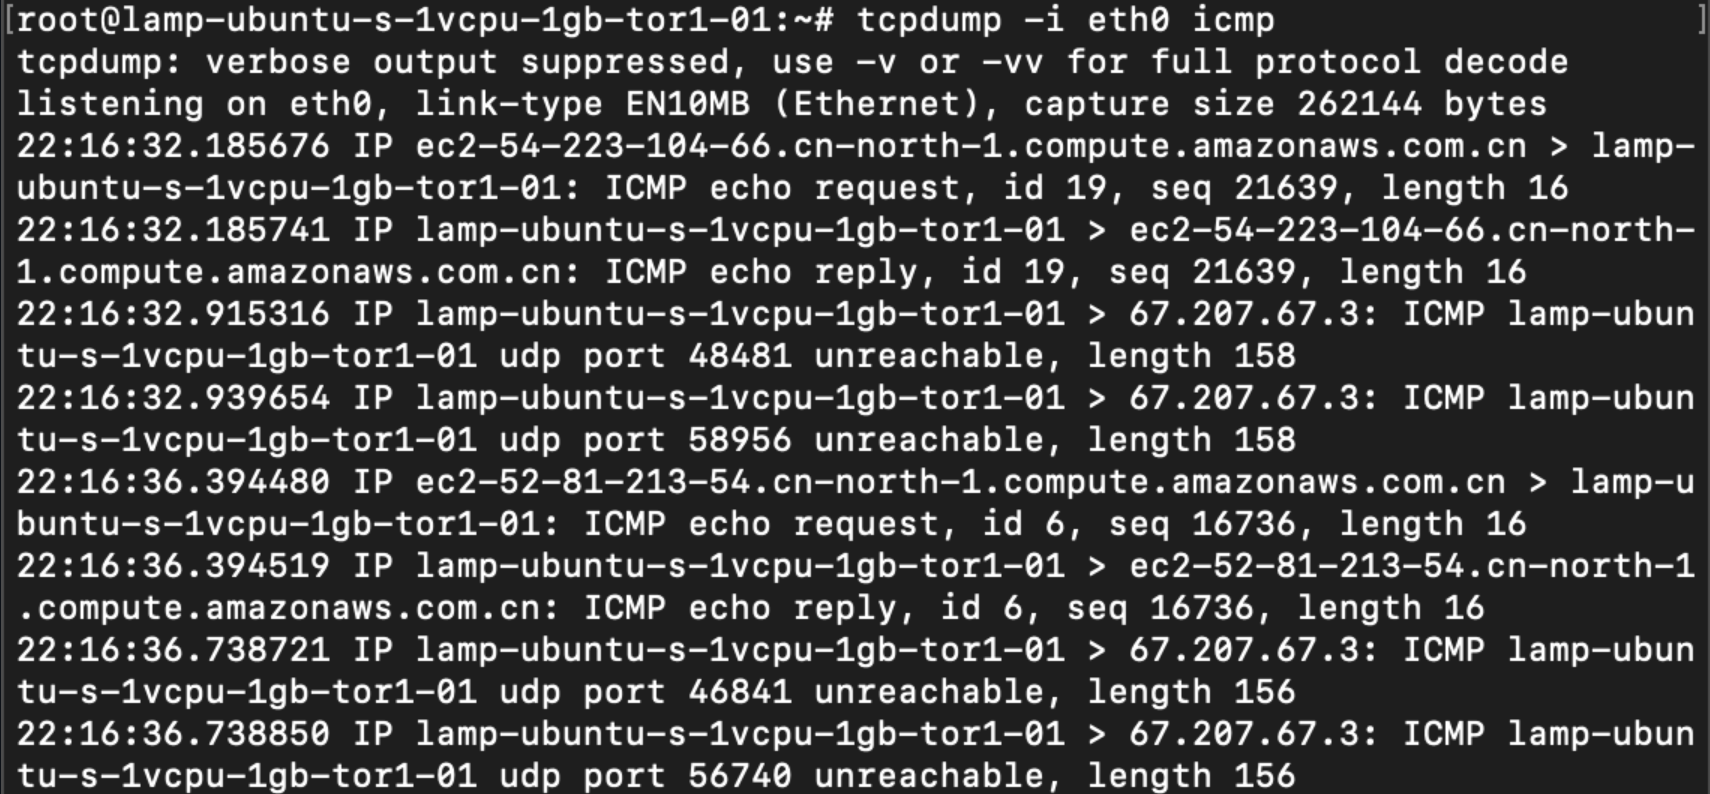 [root@lamp-ubuntu-s-1vcpu-1gb-tor1-01:~# tcpdump -i eth0 icmp ]
tcpdump: verbose output suppressed, use -v or -vv for full protocol decode
listening on eth0, link-type EN10MB (Ethernet), capture size 262144 bytes
22:16:32.185676 IP ec2-54-223-104-66.cn-north-1.compute.amazonaws.com.cn > lamp-
ubuntu-s-1vcpu-1gb-tor1-01: ICMP echo request, id 19, seq 21639, length 16
22:16:32.185741 IP lamp-ubuntu-s-1vcpu-1gb-tor1-01 > ec2-54-223-104-66.cn-north-
1.compute.amazonaws.com.cn: ICMP echo reply, id 19, seq 21639, length 16
22:16:32.915316 IP lamp-ubuntu-s-1vcpu-1gb-tor1-01 > 67.207.67.3: ICMP lamp-ubun
tu-s-1vcpu-1gb-tor1-01 udp port 48481 unreachable, length 158
22:16:32.939654 IP lamp-ubuntu-s-1vcpu-1gb-tor1-01 > 67.207.67.3: ICMP lamp-ubun
tu-s-1vcpu-1gb-tor1-01 udp port 58956 unreachable, length 158
22:16:36.394480 IP ec2-52-81-213-54.cn-north-1.compute.amazonaws.com.cn > lamp-u
buntu-s-1vcpu-1gb-tor1-01: ICMP echo request, id 6, seq 16736, length 16
22:16:36.394519 IP lamp-ubuntu-s-1vcpu-1gb-tor1-01 > ec2-52-81-213-54.cn-north-1
.compute.amazonaws.com.cn: ICMP echo reply, id 6, seq 16736, length 16
22:16:36.738721 IP lamp-ubuntu-s-1vcpu-1gb-tor1-01 > 67.207.67.3: ICMP lamp-ubun
tu-s-1vcpu-1gb-tor1-01 udp port 46841 unreachable, length 156
22:16:36.738850 IP lamp-ubuntu-s-1vcpu-1gb-tor1-01 > 67.207.67.3: ICMP lamp-ubun
tu-s-1vcpu-1gb-tor1-01 udp port 56740 unreachable, length 156